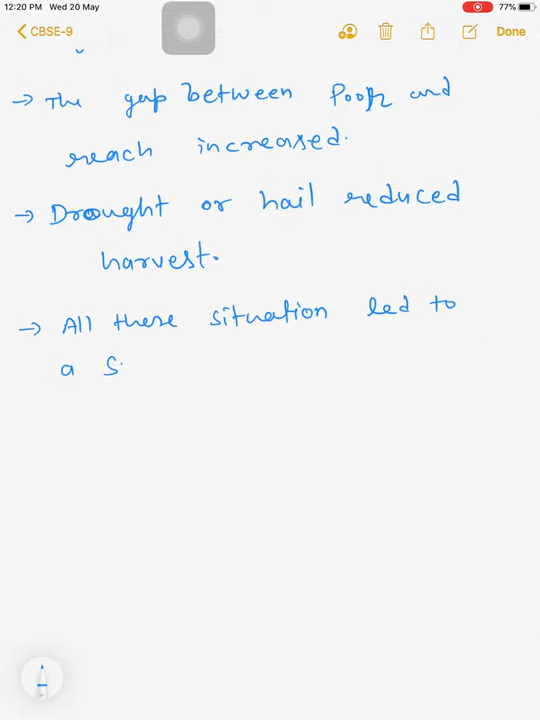 12:20 PM Wed 20 May 77%
CBSE-9 Done
→ The gap between Poor and
reach increased.
→ Drought or hail reduced
harvest.
→ All these situation led to
a S